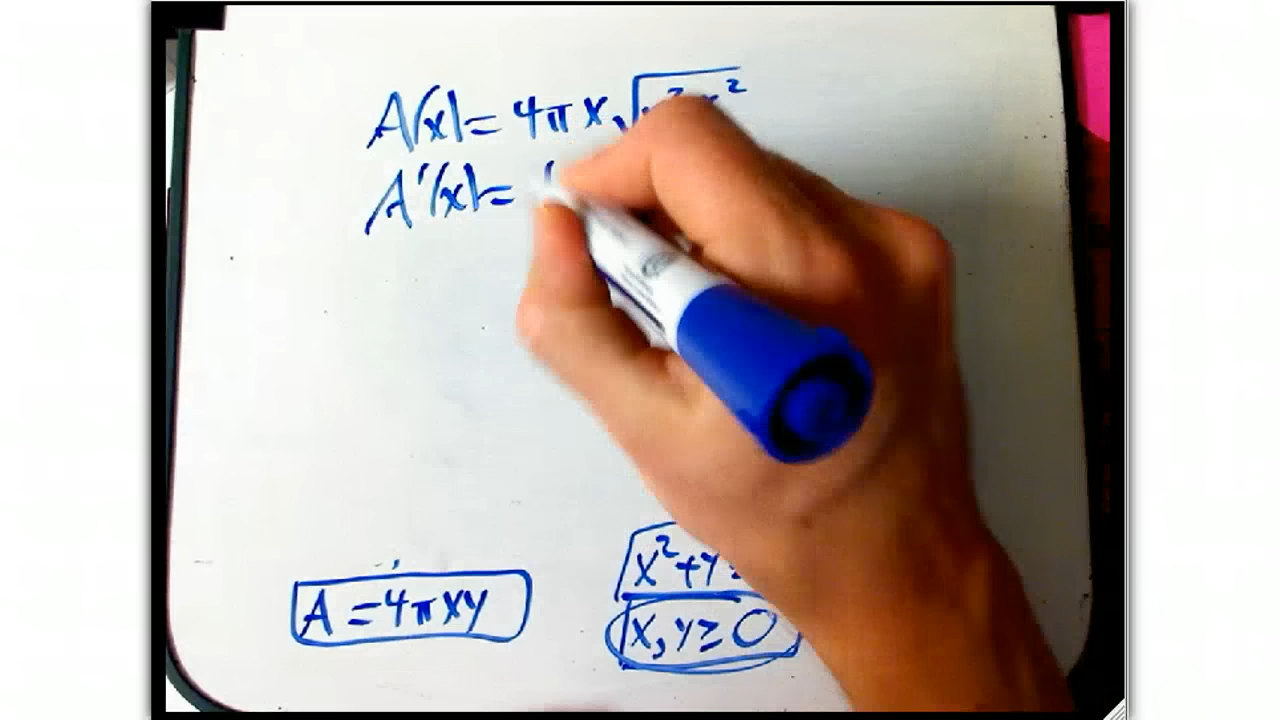 A(x) = 4πx√
A'(x) =
A = 4πxy
x² + y
x, y ≥ 0